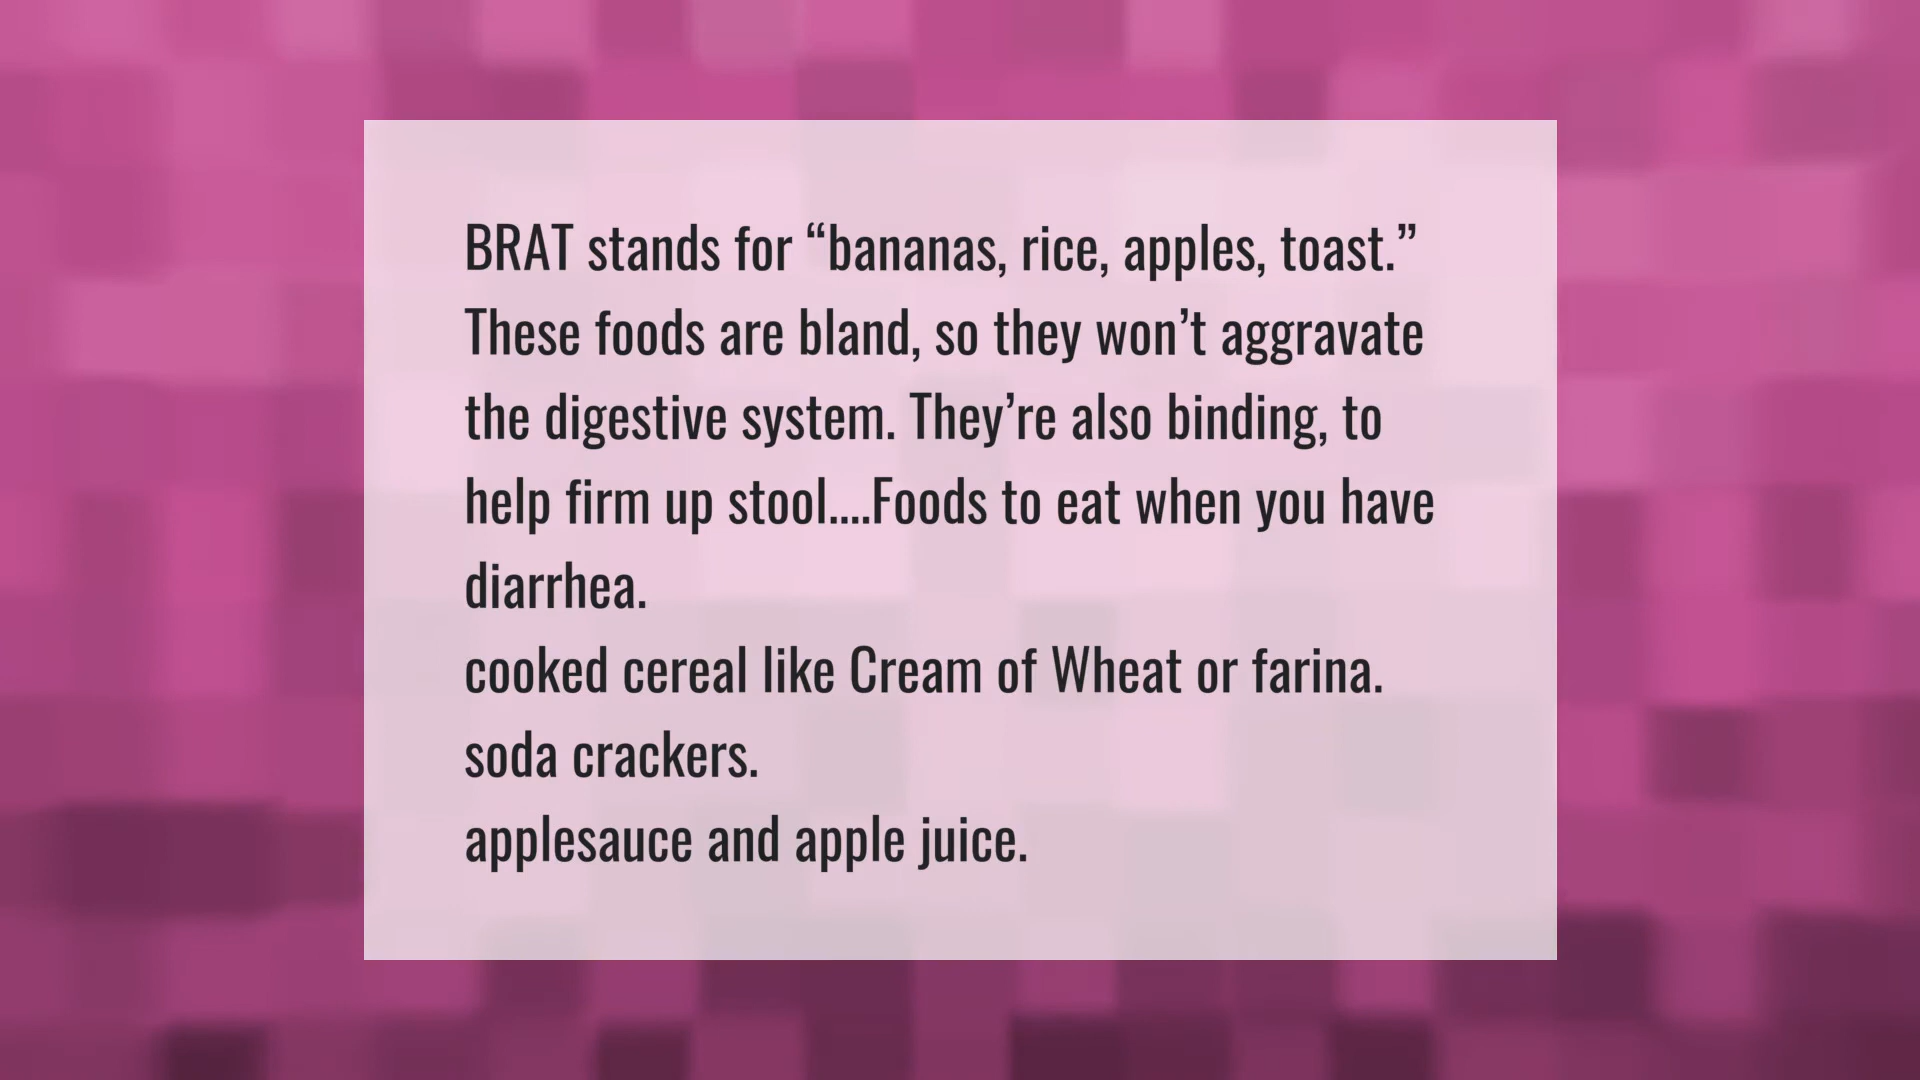 BRAT stands for “bananas, rice, apples, toast.”
These foods are bland, so they won’t aggravate
the digestive system. They’re also binding, to
help firm up stool....Foods to eat when you have
diarrhea.
cooked cereal like Cream of Wheat or farina.
soda crackers.
applesauce and apple juice.